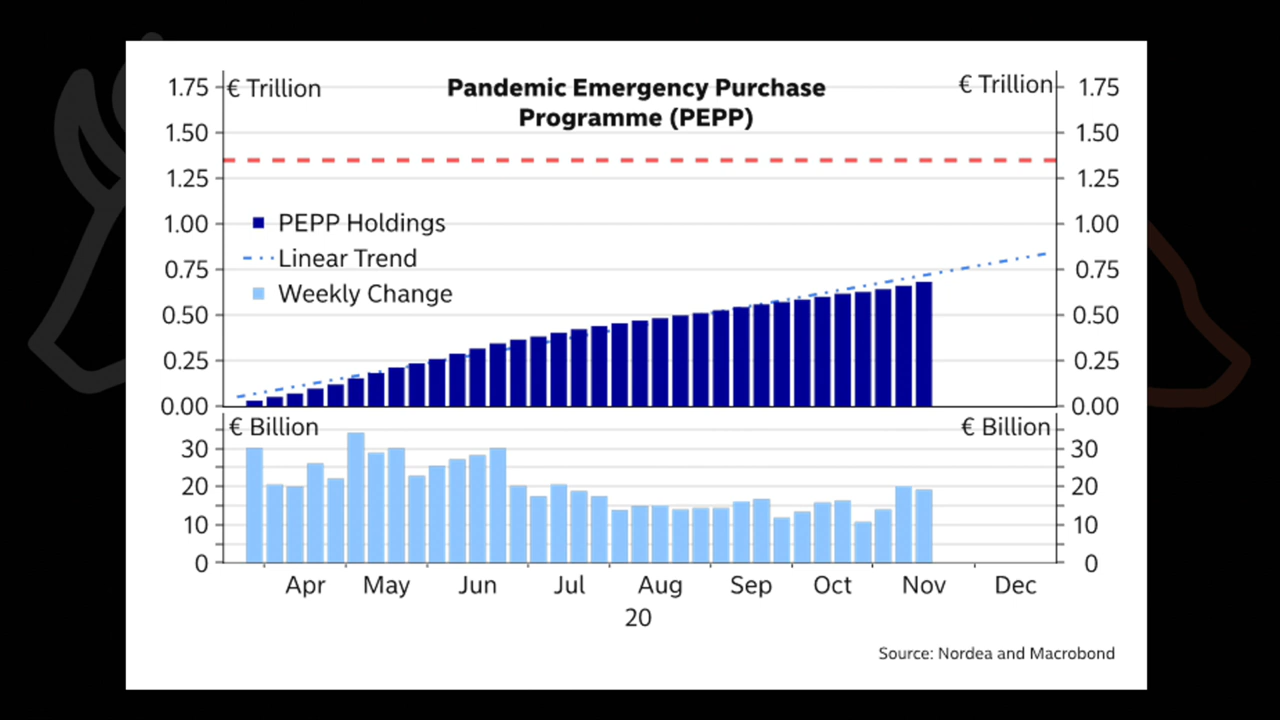 Pandemic Emergency Purchase
Programme (PEPP)
€ Trillion
€ Trillion
1.75
1.50
1.25
1.00
0.75
0.50
0.25
0.00
1.75
1.50
1.25
1.00
0.75
0.50
0.25
0.00
PEPP Holdings
Linear Trend
Weekly Change
€ Billion
€ Billion
30
20
10
0
30
20
10
0
Apr May Jun Jul Aug Sep Oct Nov Dec
20
Source: Nordea and Macrobond